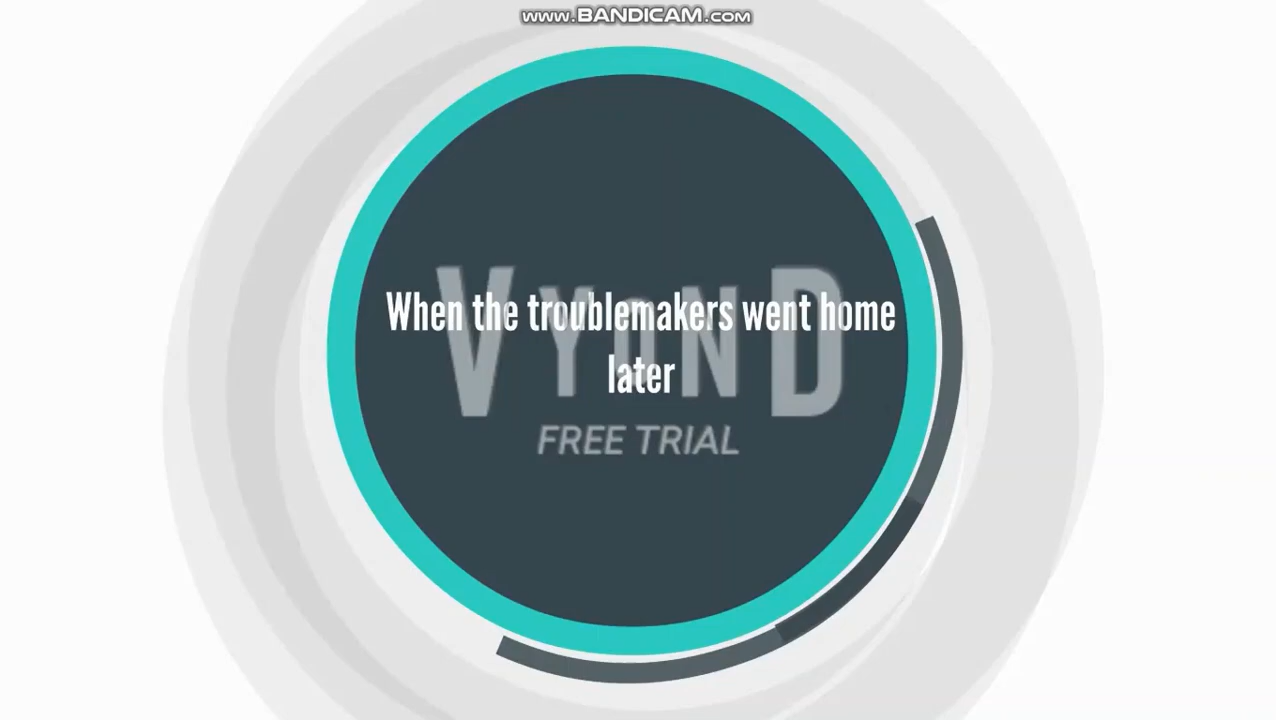 www.BANDICAM.com
When the troublemakers went home
later
VYOND
FREE TRIAL